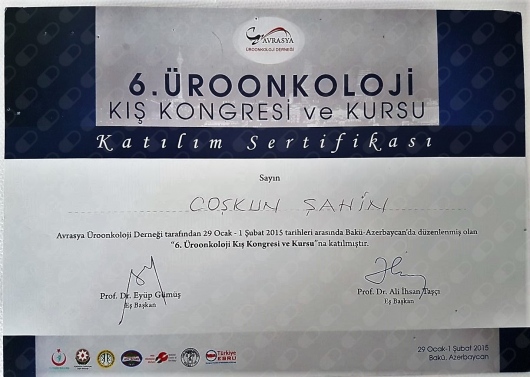 AVRASYA
ÜROONKOLOJİ DERNEĞİ
6. ÜROONKOLOJİ
KIŞ KONGRESİ ve KURSU
Katılım Sertifikası
Sayın
COŞKUN ŞAHİN
Avrasya Üroonkoloji Derneği tarafından 29 Ocak - 1 Şubat 2015 tarihleri arasında Bakü-Azerbaycan'da düzenlenmiş olan
"6. Üroonkoloji Kış Kongresi ve Kursu"na katılmıştır.
Prof. Dr. Eyüp Gümüş
Eş Başkan
Prof. Dr. Ali İhsan Taşçı
Eş Başkan
Türkiye
29 Ocak-1 Şubat 2015
Bakü, Azerbaycan